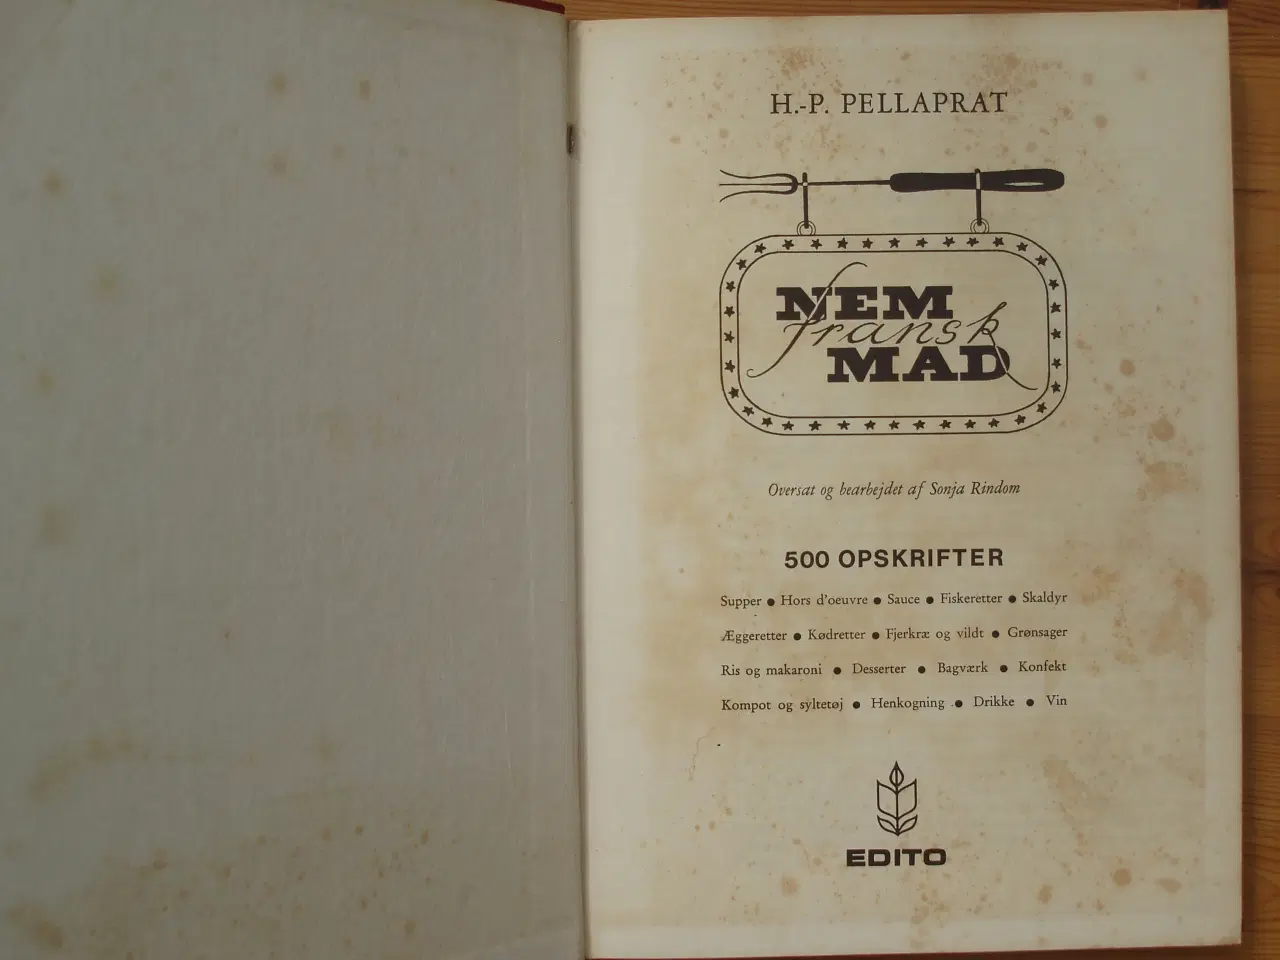 H.-P. PELLAPRAT
NEM
fransk
MAD
Oversat og bearbejdet af Sonja Rindom
500 OPSKRIFTER
Supper ● Hors d'oeuvre ● Sauce ● Fiskeretter ● Skaldyr
Æggeretter ● Kødretter ● Fjerkræ og vildt ● Grønsager
Ris og makaroni ● Desserter ● Bagværk ● Konfekt
Kompot og syltetøj ● Henkogning ● Drikke ● Vin
EDITO